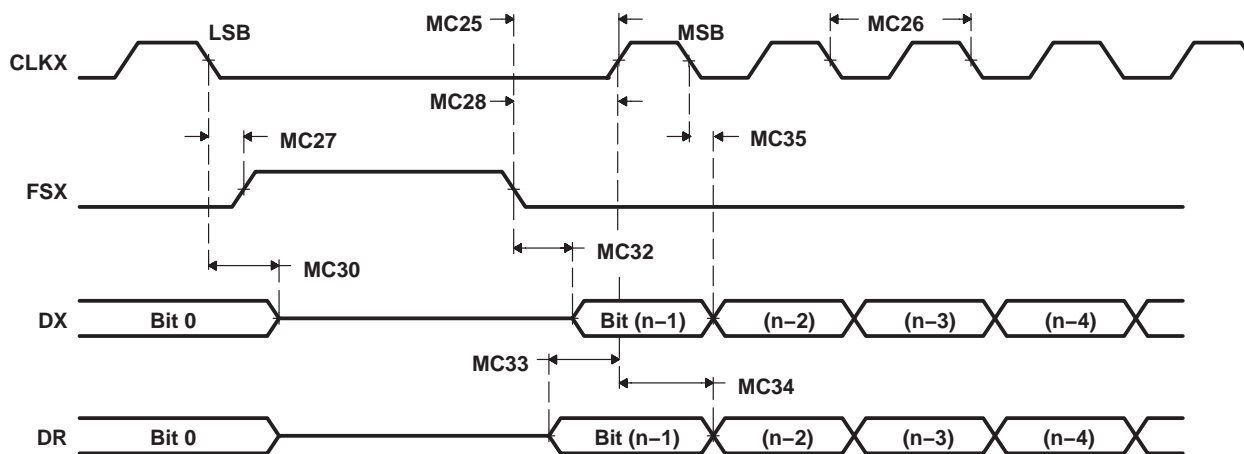 LSB
MC25
MSB
MC26
CLKX
MC28
MC27
MC35
FSX
MC30
MC32
DX
Bit 0
Bit (n−1)
(n−2)
(n−3)
(n−4)
MC33
MC34
DR
Bit 0
Bit (n−1)
(n−2)
(n−3)
(n−4)